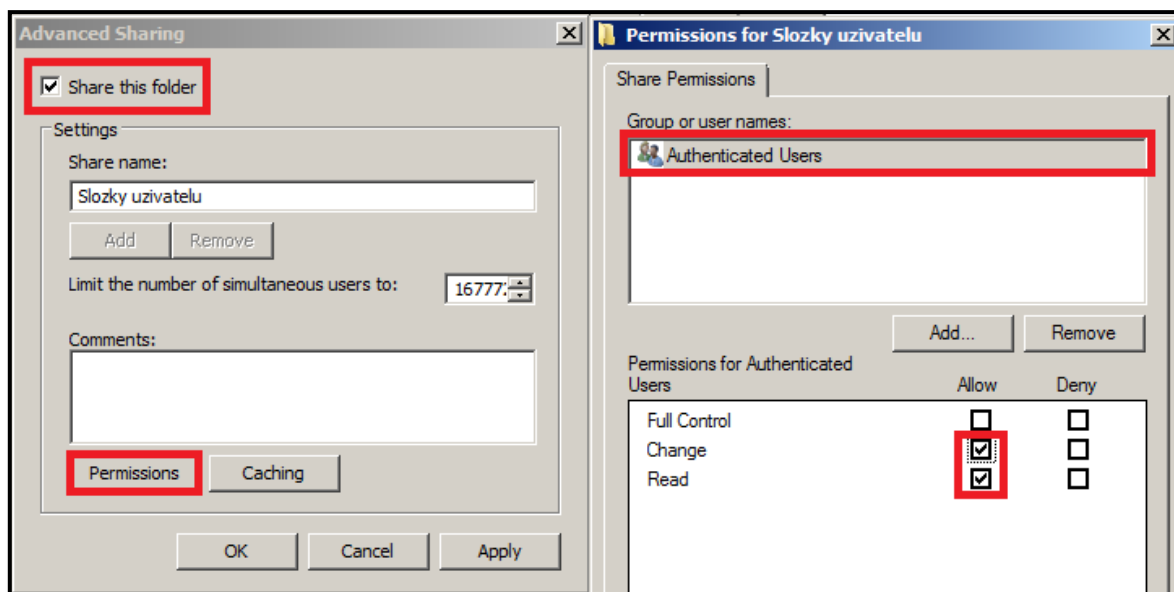 Advanced Sharing
Share this folder
Settings
Share name:
Slozky uzivatelu
Add Remove
Limit the number of simultaneous users to: 16777
Comments:
Permissions Caching
OK Cancel Apply
Permissions for Slozky uzivatelu
Share Permissions
Group or user names:
Authenticated Users
Add... Remove
Permissions for Authenticated
Users Allow Deny
Full Control
Change
Read